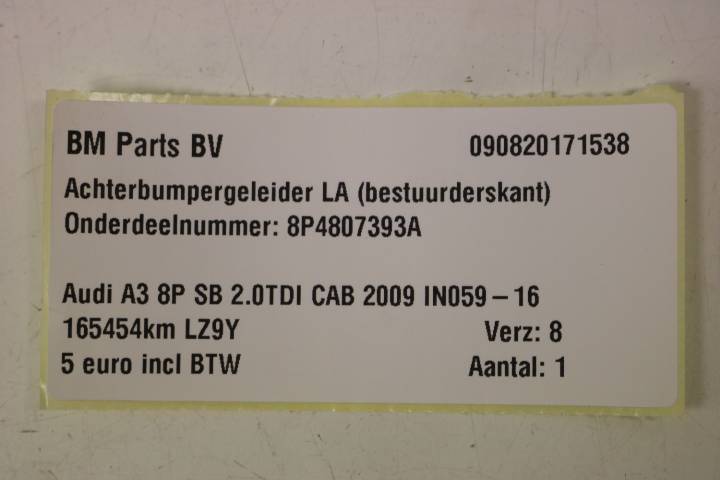 BM Parts BV 090820171538
Achterbumpergeleider LA (bestuurderskant)
Onderdeelnummer: 8P4807393A
Audi A3 8P SB 2.0TDI CAB 2009 IN059 – 16
165454km LZ9Y Verz: 8
5 euro incl BTW Aantal: 1